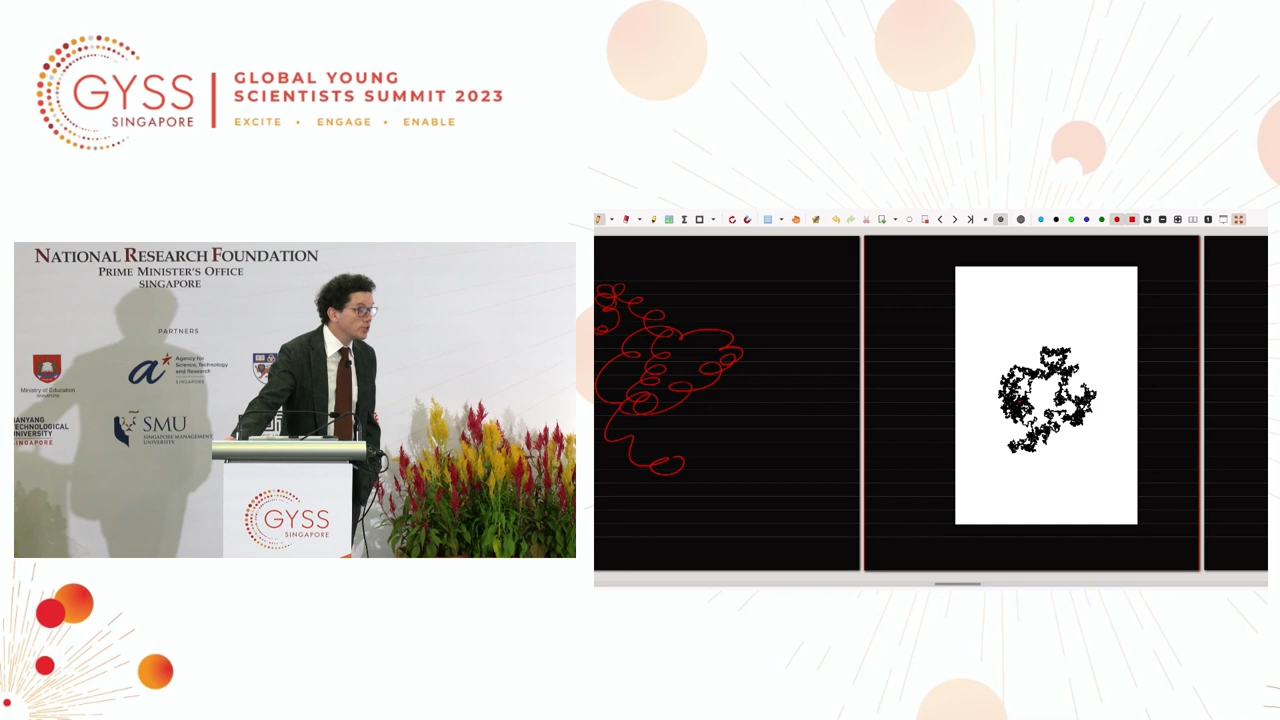 GYSS
SINGAPORE
GLOBAL YOUNG
SCIENTISTS SUMMIT 2023
EXCITE • ENGAGE • ENABLE
NATIONAL RESEARCH FOUNDATION
PRIME MINISTER'S OFFICE
SINGAPORE
PARTNERS
Ministry of Education
SINGAPORE
Agency for
Science, Technology
and Research
SINGAPORE
NANYANG
TECHNOLOGICAL
UNIVERSITY
SINGAPORE
SMU
SINGAPORE MANAGEMENT
UNIVERSITY
GYSS
SINGAPORE